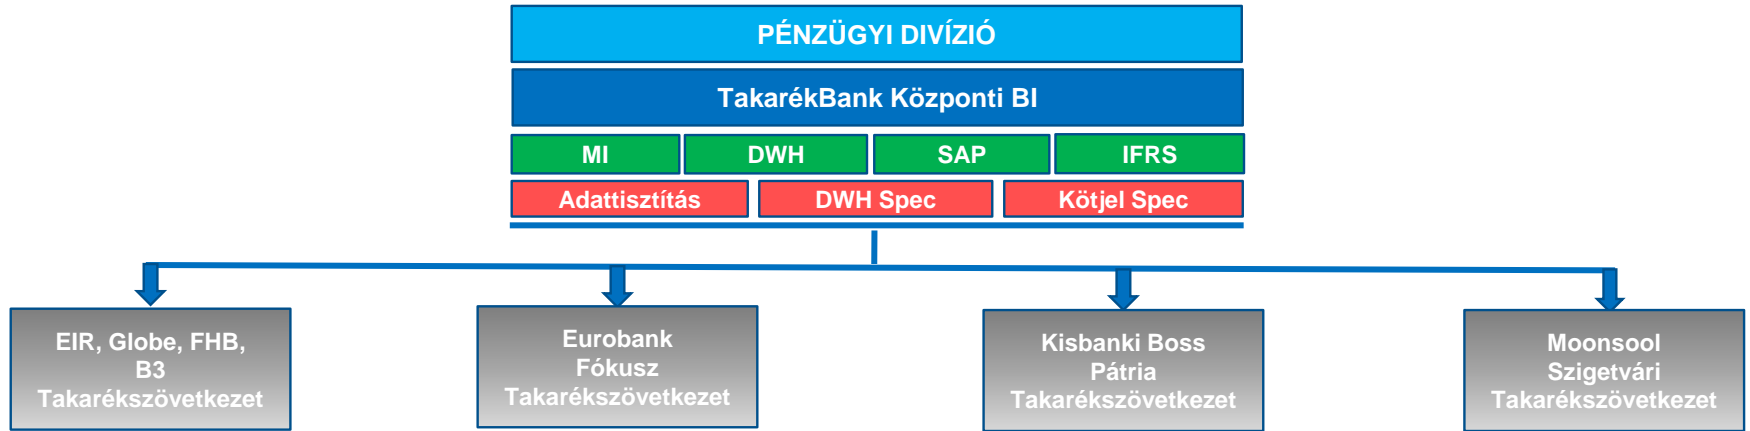 PÉNZÜGYI DIVÍZIÓ
TakarékBank Központi BI
MI DWH SAP IFRS
Adattisztítás DWH Spec Kötjel Spec
EIR, Globe, FHB,
B3
Takarékszövetkezet
Eurobank
Fókusz
Takarékszövetkezet
Kisbanki Boss
Pátria
Takarékszövetkezet
Moonsool
Szigetvári
Takarékszövetkezet